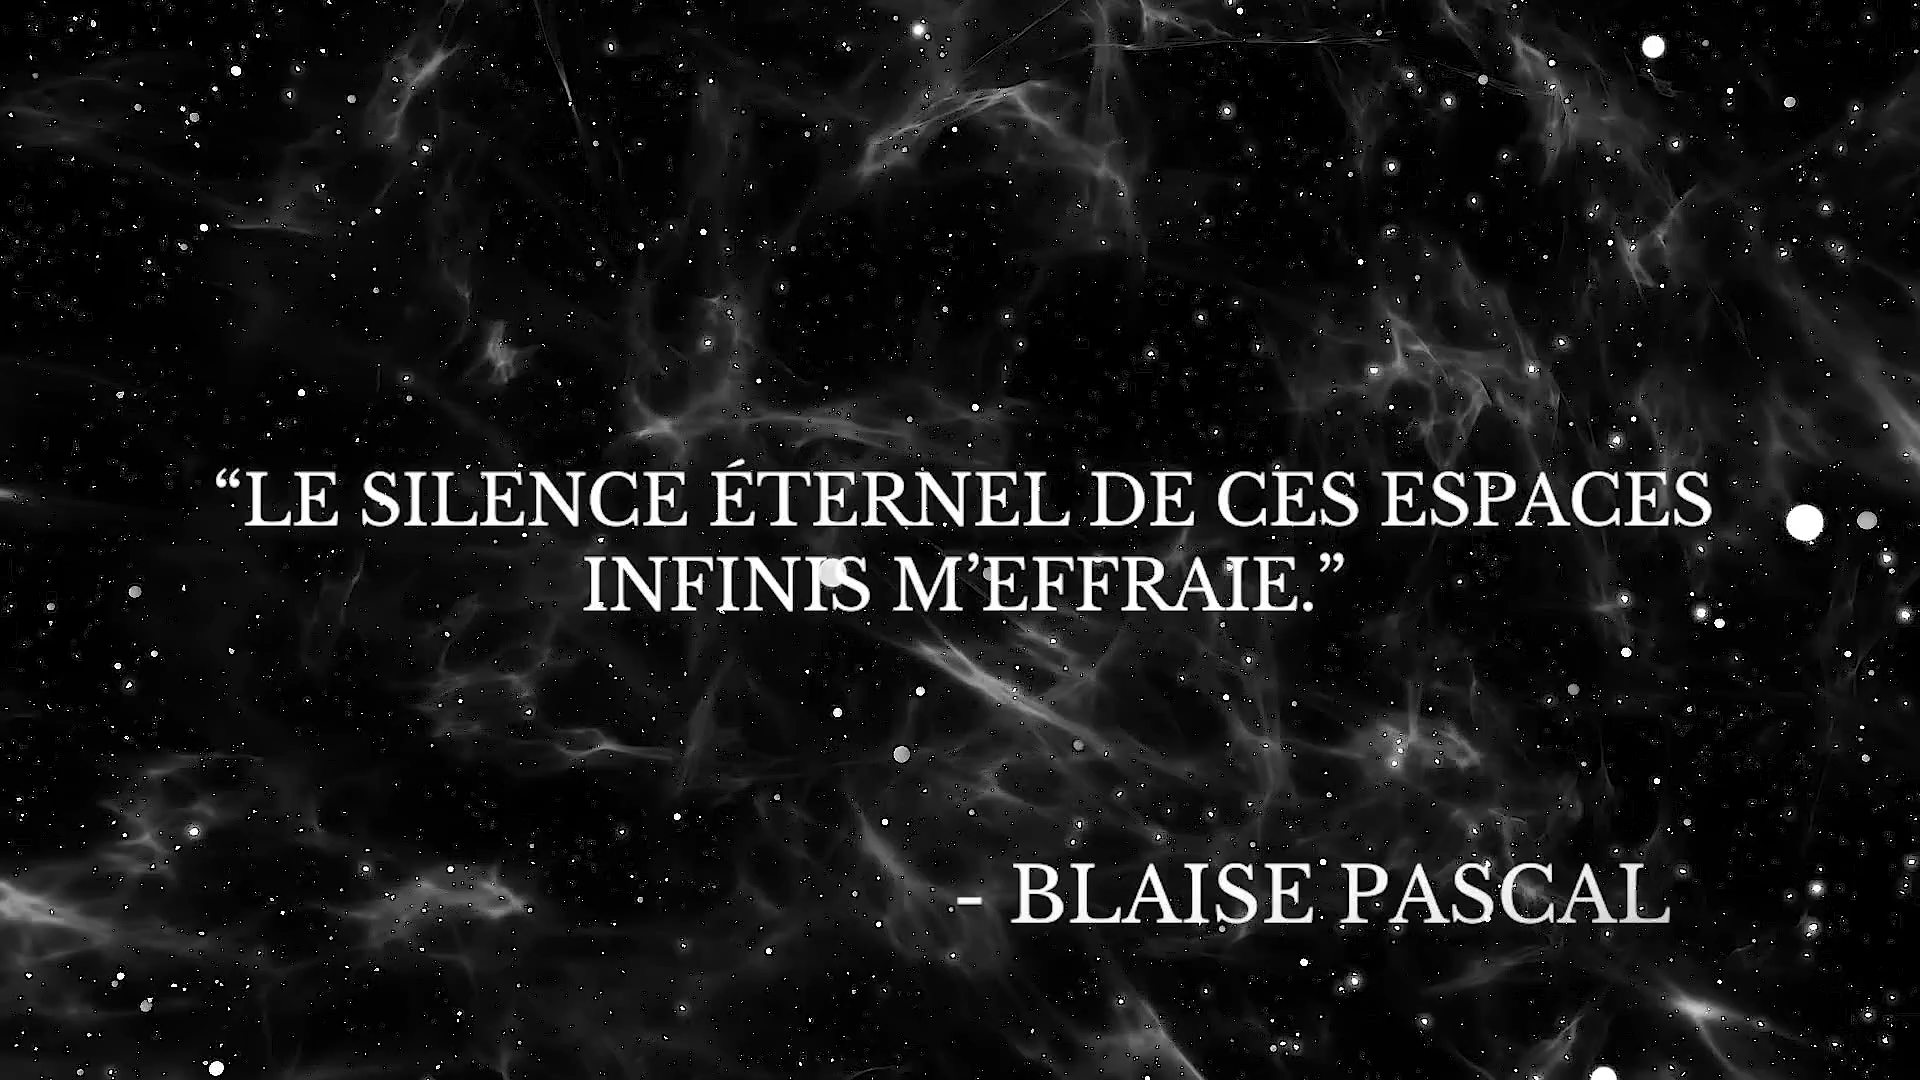 “LE SILENCE ÉTERNEL DE CES ESPACES
INFINIS M’EFFRAIE.”
- BLAISE PASCAL